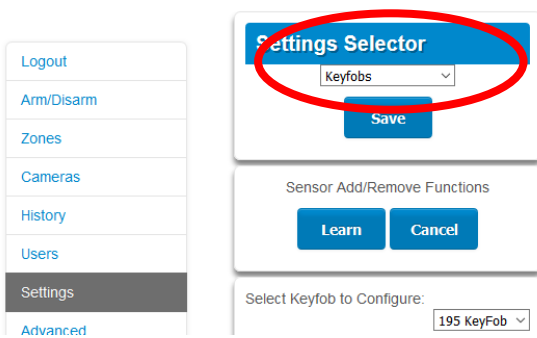 Logout
Arm/Disarm
Zones
Cameras
History
Users
Settings
Advanced
Settings Selector
Keyfobs
Save
Sensor Add/Remove Functions
Learn Cancel
Select Keyfob to Configure:
195 KeyFob